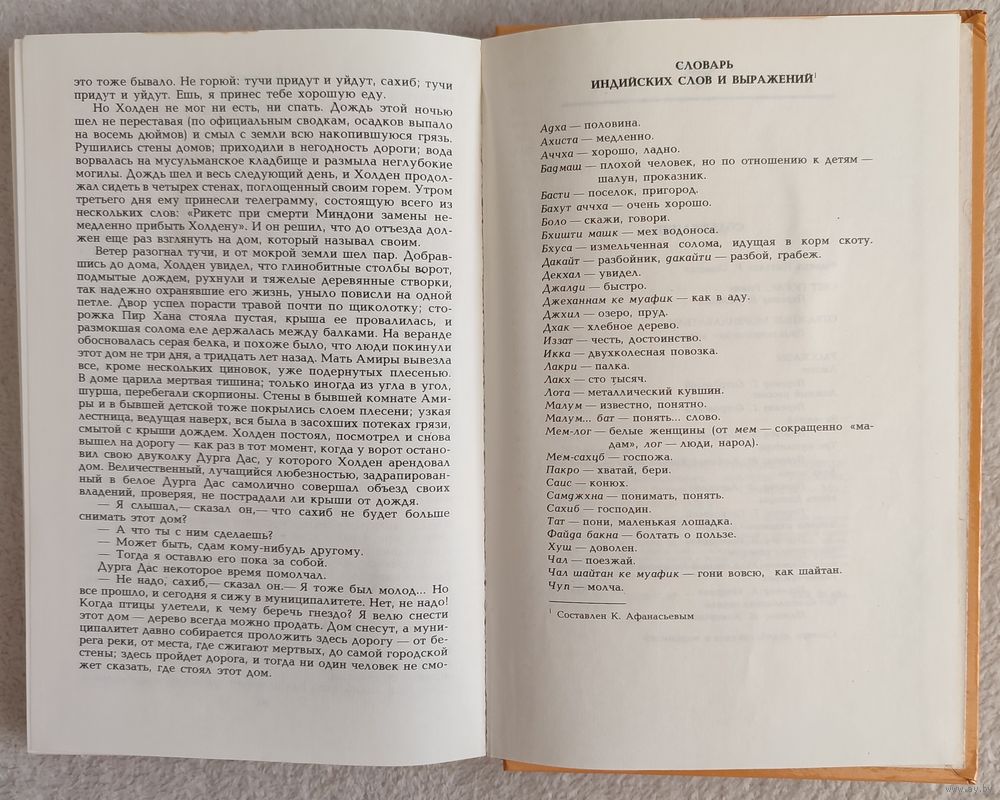 это тоже бывало. Не горюй: тучи придут и уйдут, сахиб; тучи
придут и уйдут. Ешь, я принес тебе хорошую еду.
Но Холден не мог ни есть, ни спать. Дождь этой ночью
шел не переставая (по официальным сводкам, осадков выпало
на восемь дюймов) и смыл с земли всю накопившуюся грязь.
Рушились стены домов; приходили в негодность дороги; вода
ворвалась на мусульманское кладбище и размыла неглубокие
могилы. Дождь шел и весь следующий день, и Холден продол-
жал сидеть в четырех стенах, поглощенный своим горем. Утром
третьего дня ему принесли телеграмму, состоящую всего из
нескольких слов: «Рикетс при смерти Миндони замены не-
медленно прибыть Холдену». И он решил, что до отъезда дол-
жен еще раз взглянуть на дом, который называл своим.
Ветер разогнал тучи, и от мокрой земли шел пар. Добрав-
шись до дома, Холден увидел, что глинобитные столбы ворот,
подмытые дождем, рухнули и тяжелые деревянные створки,
так надежно охранявшие его жизнь, уныло повисли на одной
петле. Двор успел порасти травой почти по щиколотку; сто-
рожка Пир Хана стояла пустая, крыша ее провалилась, и
размокшая солома еле держалась между балками. На веранде
обосновалась серая белка, и похоже было, что люди покинули
этот дом не три дня, а тридцать лет назад. Мать Амиры вывезла
все, кроме нескольких циновок, уже подернутых плесенью.
В доме царила мертвая тишина; только иногда из угла в угол,
шурша, перебегали скорпионы. Стены в бывшей комнате Ами-
ры и в бывшей детской тоже покрылись слоем плесени; узкая
лестница, ведущая наверх, вся была в засохших потеках грязи,
смытой с крыши дождем. Холден постоял, посмотрел и снова
вышел на дорогу — как раз в тот момент, когда у ворот остано-
вил свою двуколку Дурга Дас, у которого Холден арендовал
дом. Величественный, лучащийся любезностью, задрапирован-
ный в белое Дурга Дас самолично совершал объезд своих
владений, проверяя, не пострадали ли крыши от дождя.
— Я слышал,— сказал он,— что сахиб не будет больше
снимать этот дом?
— А что ты с ним сделаешь?
— Может быть, сдам кому-нибудь другому.
— Тогда я оставлю его пока за собой.
Дурга Дас некоторое время помолчал.
— Не надо, сахиб,— сказал он.— Я тоже был молод... Но
все прошло, и сегодня я сижу в муниципалитете. Нет, не надо!
Когда птицы улетели, к чему беречь гнездо? Я велю снести
этот дом — дерево всегда можно продать. Дом снесут, а муни-
ципалитет давно собирается проложить здесь дорогу — от бе-
рега реки, от места, где сжигают мертвых, до самой городской
стены; здесь пройдет дорога, и тогда ни один человек не смо-
жет сказать, где стоял этот дом.
СЛОВАРЬ
ИНДИЙСКИХ СЛОВ И ВЫРАЖЕНИЙ¹
Адха — половина.
Ахиста — медленно.
Аччха — хорошо, ладно.
Бадмаш — плохой человек, но по отношению к детям —
шалун, проказник.
Басти — поселок, пригород.
Бахут аччха — очень хорошо.
Боло — скажи, говори.
Бхишти машк — мех водоноса.
Бхуса — измельченная солома, идущая в корм скоту.
Дакайт — разбойник, дакайти — разбой, грабеж.
Декхал — увидел.
Джалди — быстро.
Джеханнам ке муафик — как в аду.
Джхил — озеро, пруд.
Дхак — хлебное дерево.
Иззат — честь, достоинство.
Икка — двухколесная повозка.
Лакри — палка.
Лакх — сто тысяч.
Лота — металлический кувшин.
Малум — известно, понятно.
Малум... бат — понять... слово.
Мем-лог — белые женщины (от мем — сокращенно «ма-
дам», лог — люди, народ).
Мем-сахцб — госпожа.
Пакро — хватай, бери.
Саис — конюх.
Самджхна — понимать, понять.
Сахиб — господин.
Тат — пони, маленькая лошадка.
Файда бакна — болтать о пользе.
Хуш — доволен.
Чал — поезжай.
Чал шайтан ке муафик — гони вовсю, как шайтан.
Чуп — молча.
¹ Составлен К. Афанасьевым
www.ay.by